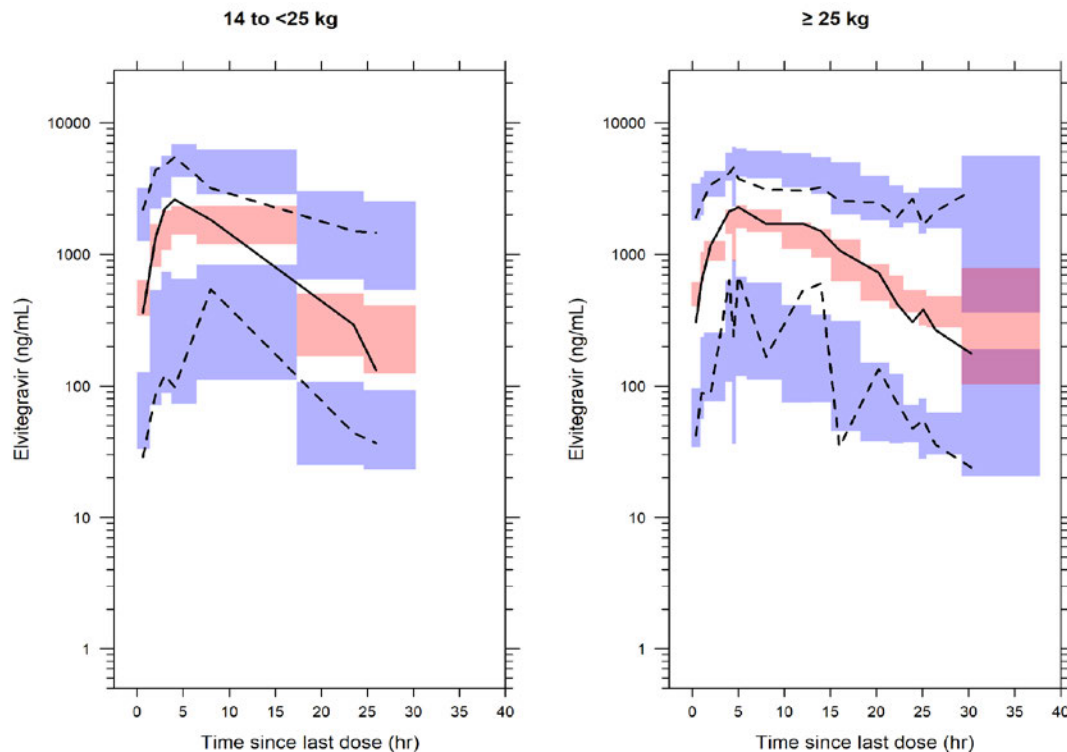 14 to <25 kg
≥ 25 kg
Elvitegravir (ng/mL)
10000
1000
100
10
1
0 5 10 15 20 25 30 35 40
Time since last dose (hr)
Elvitegravir (ng/mL)
10000
1000
100
10
1
0 5 10 15 20 25 30 35 40
Time since last dose (hr)